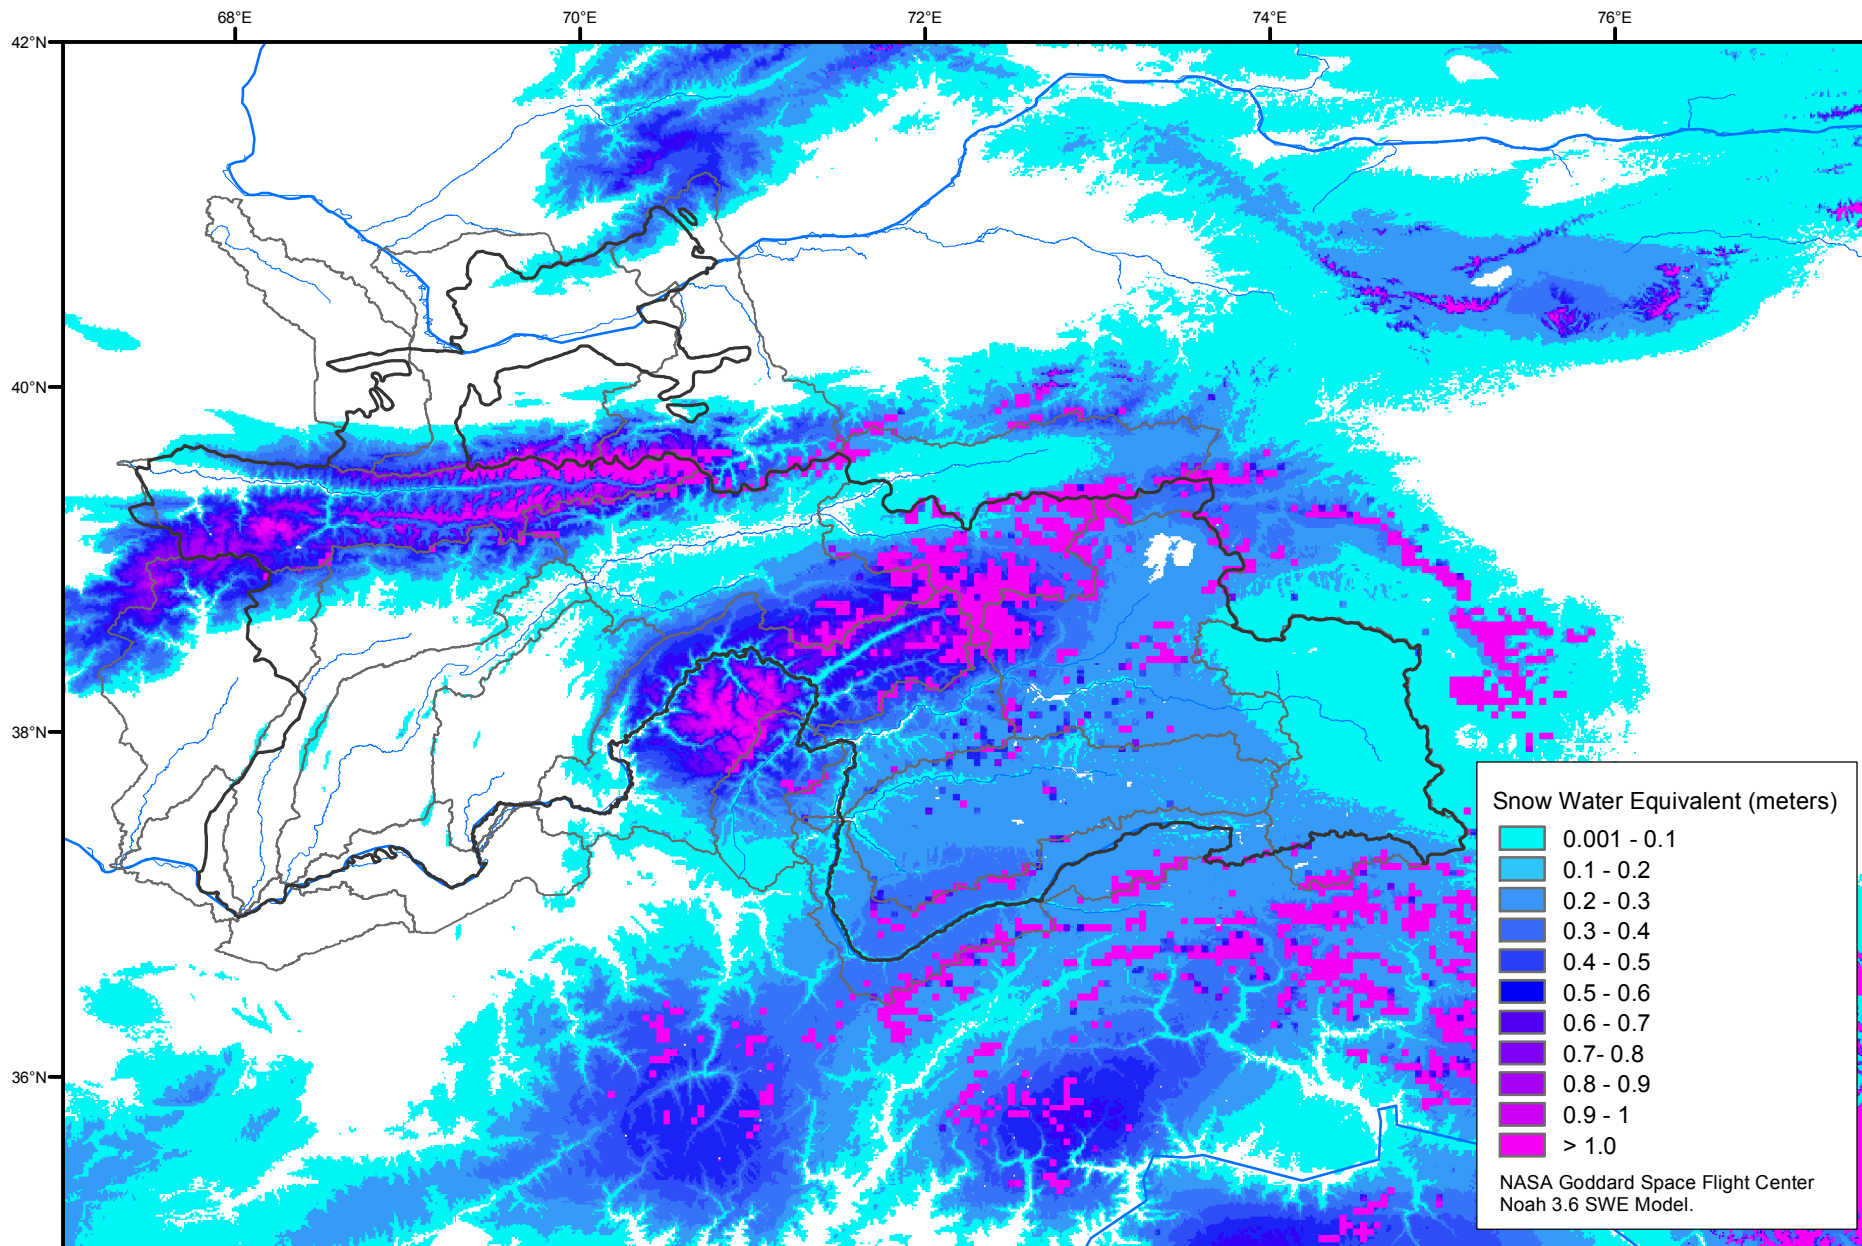 68°E
70°E
72°E
74°E
76°E
42°N
40°N
38°N
36°N
Snow Water Equivalent (meters)
0.001 - 0.1
0.1 - 0.2
0.2 - 0.3
0.3 - 0.4
0.4 - 0.5
0.5 - 0.6
0.6 - 0.7
0.7- 0.8
0.8 - 0.9
0.9 - 1
> 1.0
NASA Goddard Space Flight Center
Noah 3.6 SWE Model.